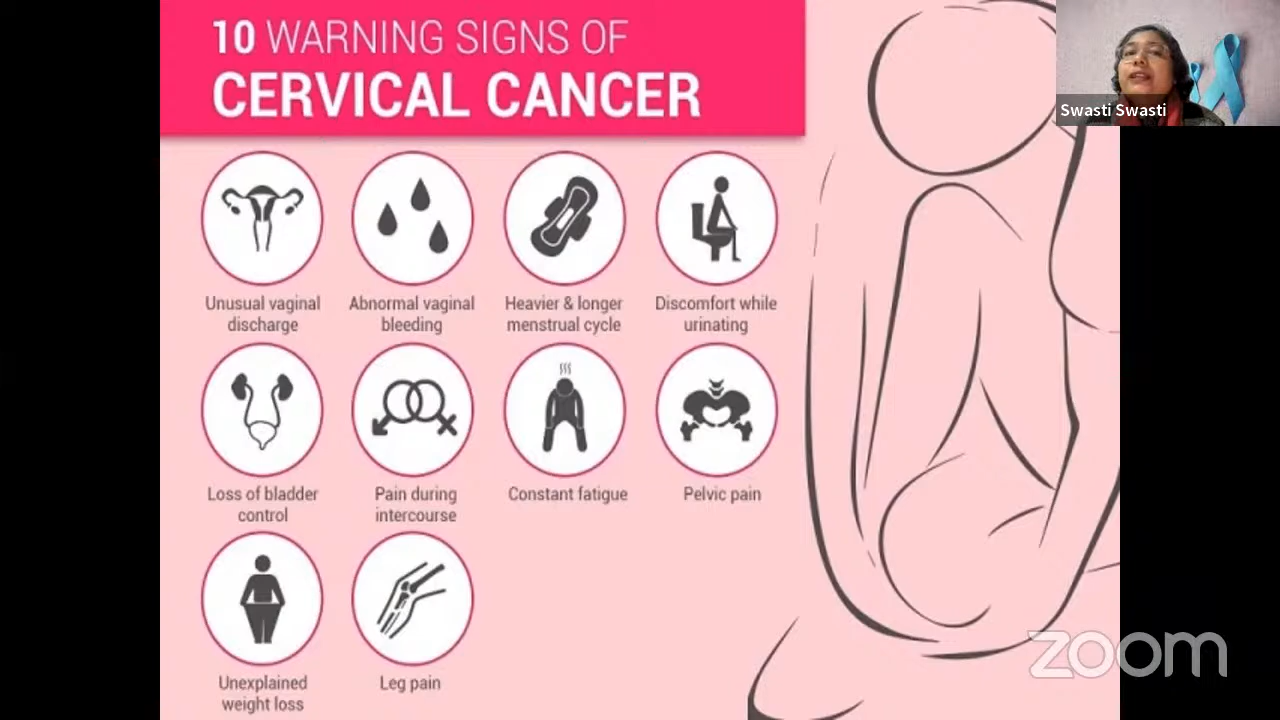 10 WARNING SIGNS OF
CERVICAL CANCER
Swasti Swasti
Unusual vaginal
discharge
Abnormal vaginal
bleeding
Heavier & longer
menstrual cycle
Discomfort while
urinating
Loss of bladder
control
Pain during
intercourse
Constant fatigue
Pelvic pain
Unexplained
weight loss
Leg pain
zoom